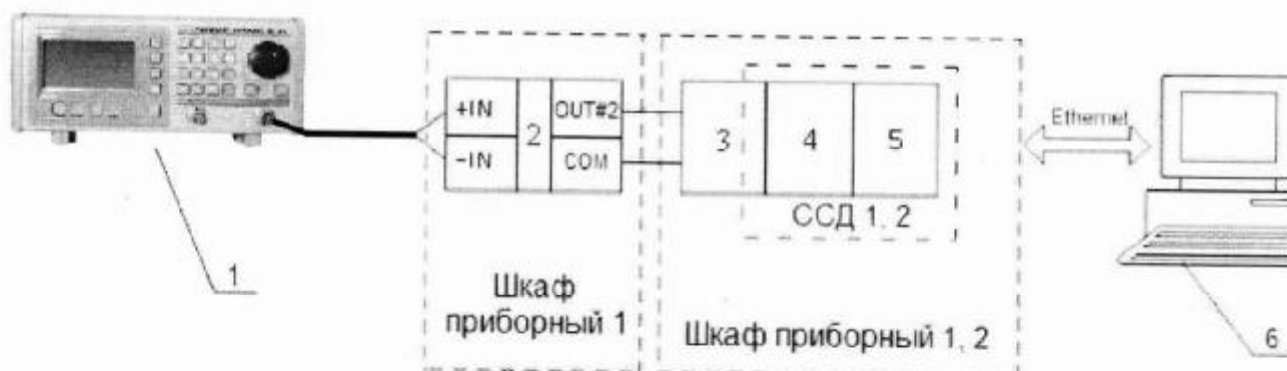 1
+IN
−IN
2
OUT#2
COM
Шкаф
приборный 1
3
4
5
ССД 1, 2
Шкаф приборный 1, 2
Ethernet
6